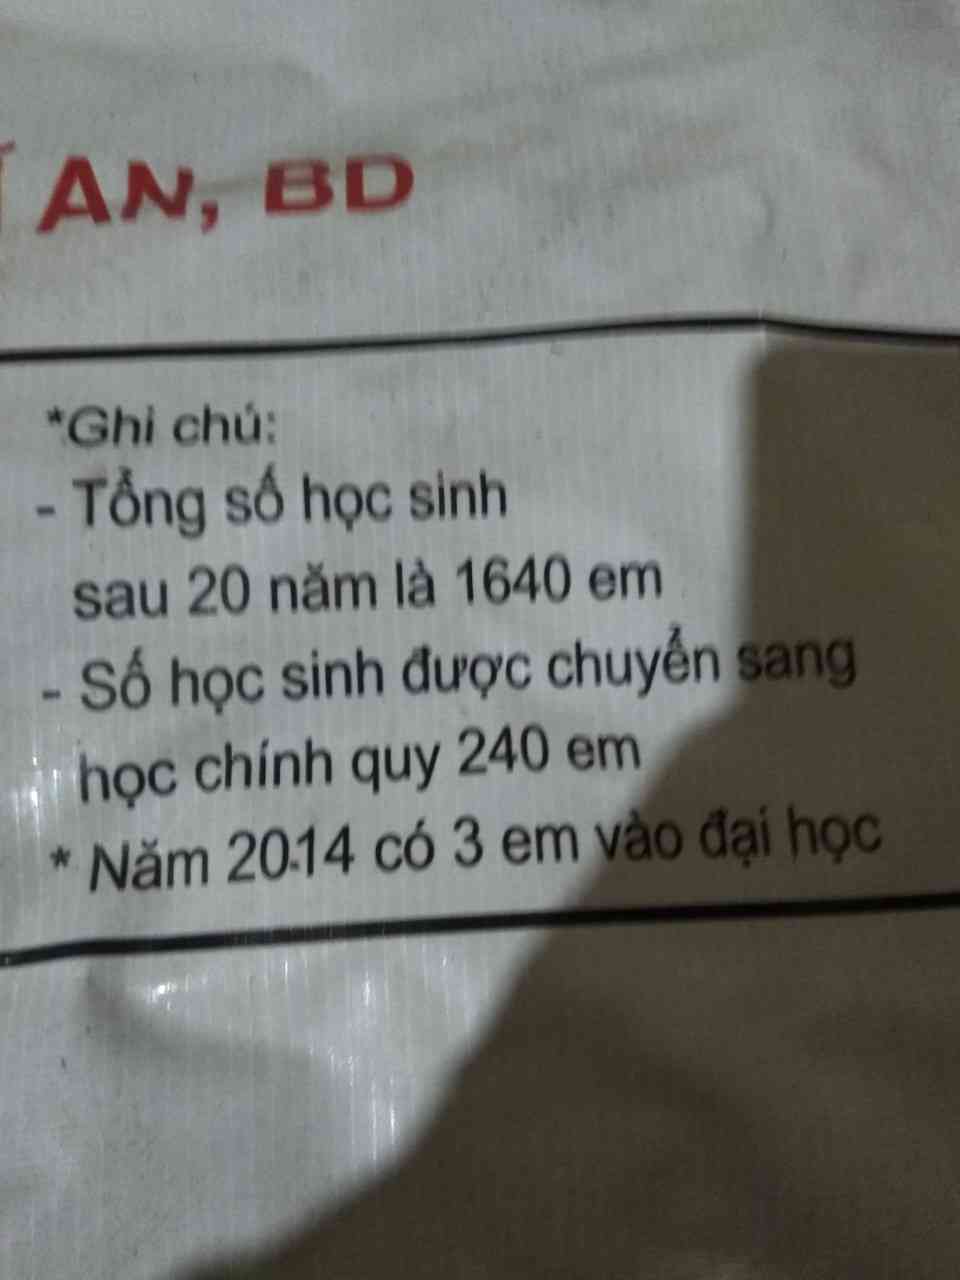 AN, BD
*Ghi chú:
- Tổng số học sinh
sau 20 năm là 1640 em
- Số học sinh được chuyển sang
học chính quy 240 em
* Năm 2014 có 3 em vào đại học